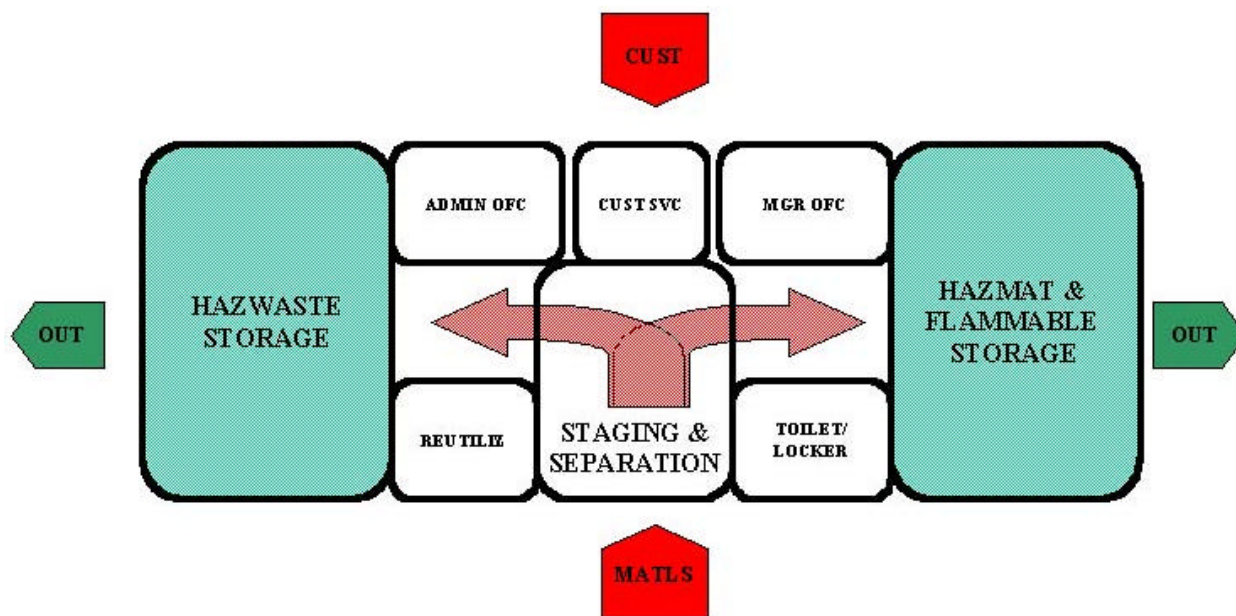 CUST
ADMIN OFC
CUST SVC
MGR OFC
HAZWASTE
STORAGE
HAZMAT &
FLAMMABLE
STORAGE
OUT
OUT
REUTILIZ
STAGING &
SEPARATION
TOILET/
LOCKER
MATLS